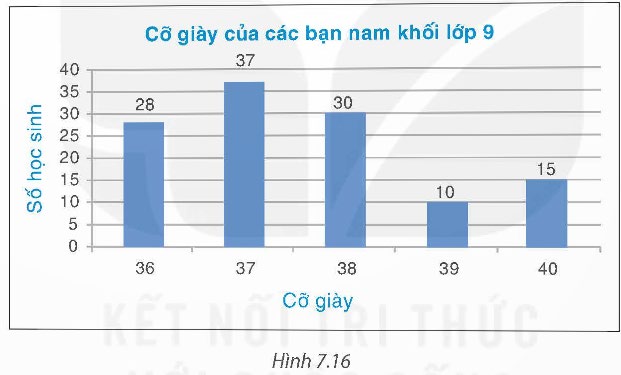 Cỡ giày của các bạn nam khối lớp 9
Số học sinh
40
35
30
25
20
15
10
5
0
28
37
30
10
15
36 37 38 39 40
Cỡ giày
KẾT NỐI TRI THỨC
Hình 7.16